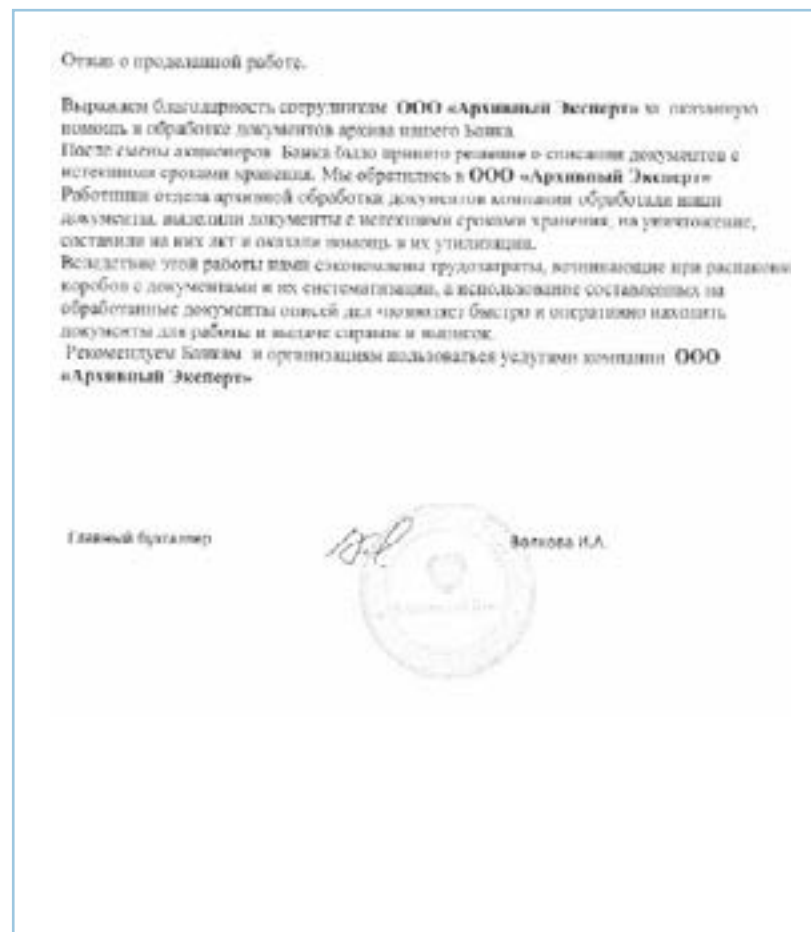 Отзыв о проделанной работе.
Выражаем благодарность сотрудникам ООО «Архивный Эксперт» за оказанную
помощь в обработке документов архива нашего Банка.
После смены акционеров Банка было принято решение о списании документов с
истекшими сроками хранения. Мы обратились в ООО «Архивный Эксперт»
Работники отдела архивной обработки документов компании обработали наши
документы, выделили документы с истекшими сроками хранения, на уничтожение,
составили на них акт и оказали помощь в их утилизации.
Вследствие этой работы нами сэкономлены трудозатраты, возникающие при распаковке
коробов с документами и их систематизации, а использование составленных на
обработанные документы описей дел позволяет быстро и оперативно находить
документы для работы и выдаче справок и выписок.
Рекомендуем Банкам и организациям пользоваться услугами компании ООО
«Архивный Эксперт»
Главный бухгалтер Волкова И.А.